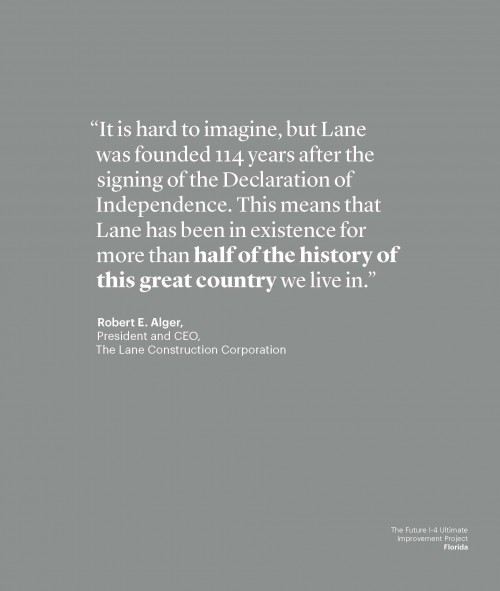 “It is hard to imagine, but Lane
was founded 114 years after the
signing of the Declaration of
Independence. This means that
Lane has been in existence for
more than half of the history of
this great country we live in.”
Robert E. Alger,
President and CEO,
The Lane Construction Corporation
The Future I-4 Ultimate
Improvement Project
Florida